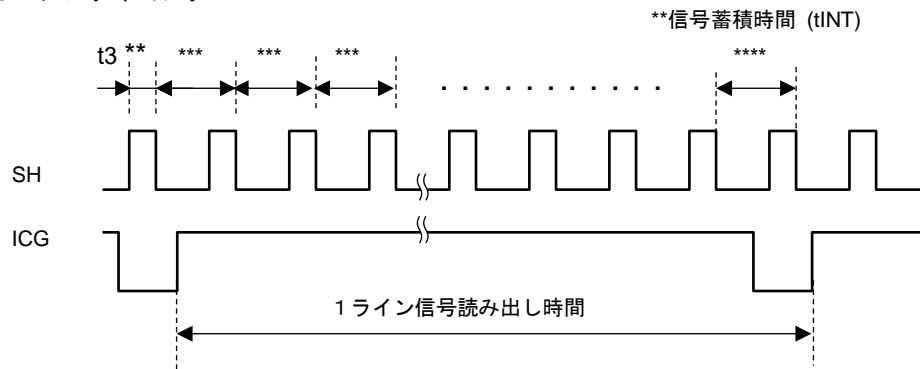 **信号蓄積時間 (tINT)
t3 ** *** *** *** ****
. . . . . . . . . . .
SH
ICG
1ライン信号読み出し時間